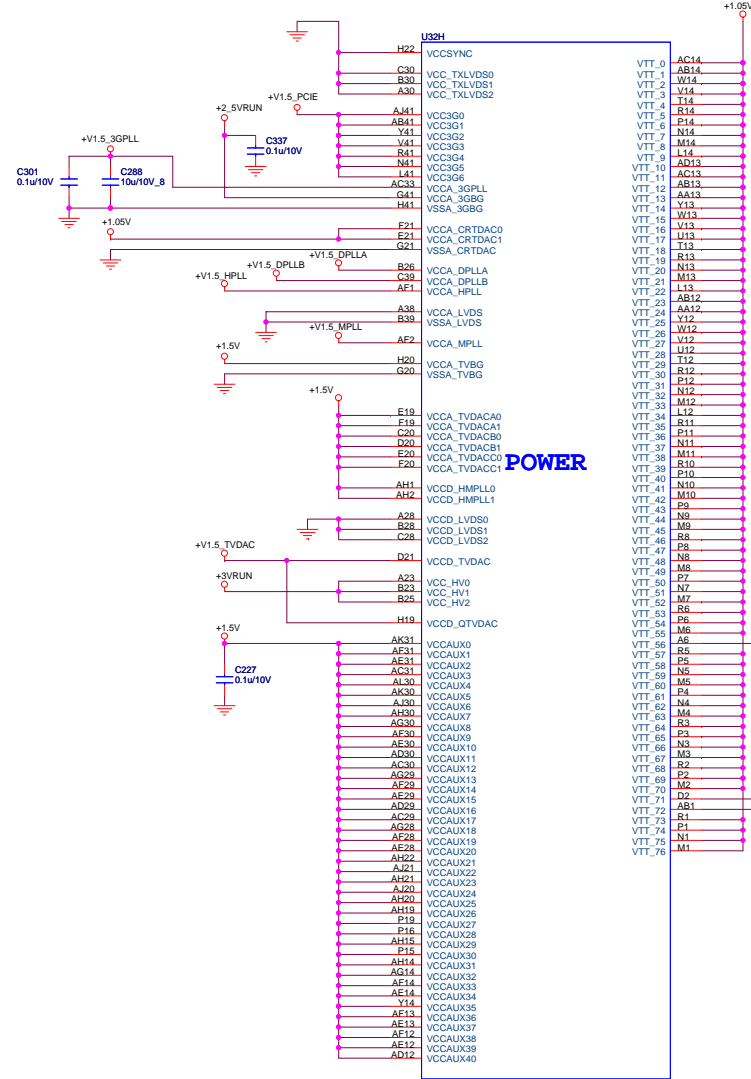 +1.05V
U32H
H22 VCCSYNC
C30 VCC_TXLVDS0
B30 VCC_TXLVDS1
A30 VCC_TXLVDS2
+V1.5_PCIE
+2_5VRUN
AJ41 VCC3G0
AB41 VCC3G1
Y41 VCC3G2
V41 VCC3G3
R41 VCC3G4
N41 VCC3G5
L41 VCC3G6
C337
0.1u/10V
+V1.5_3GPLL
C301
0.1u/10V
C288
10u/10V_8
AC33 VCCA_3GPLL
G41 VCCA_3GBG
H41 VSSA_3GBG
+1.05V
F21 VCCA_CRTDAC0
E21 VCCA_CRTDAC1
G21 VSSA_CRTDAC
+V1.5_DPLLA
+V1.5_DPLLB
+V1.5_HPLL
B26 VCCA_DPLLA
C39 VCCA_DPLLB
AF1 VCCA_HPLL
A38 VCCA_LVDS
B39 VSSA_LVDS
+V1.5_MPLL
AF2 VCCA_MPLL
+1.5V
H20 VCCA_TVBG
G20 VSSA_TVBG
+1.5V
E19 VCCA_TVDACA0
F19 VCCA_TVDACA1
C20 VCCA_TVDACB0
D20 VCCA_TVDACB1
E20 VCCA_TVDACC0
F20 VCCA_TVDACC1
POWER
AH1 VCCD_HMPLL0
AH2 VCCD_HMPLL1
A28 VCCD_LVDS0
B28 VCCD_LVDS1
C28 VCCD_LVDS2
+V1.5_TVDAC
D21 VCCD_TVDAC
+3VRUN
A23 VCC_HV0
B23 VCC_HV1
B25 VCC_HV2
H19 VCCD_QTVDAC
+1.5V
C227
0.1u/10V
AK31 VCCAUX0
AF31 VCCAUX1
AE31 VCCAUX2
AC31 VCCAUX3
AL30 VCCAUX4
AK30 VCCAUX5
AJ30 VCCAUX6
AH30 VCCAUX7
AG30 VCCAUX8
AF30 VCCAUX9
AE30 VCCAUX10
AD30 VCCAUX11
AC30 VCCAUX12
AG29 VCCAUX13
AF29 VCCAUX14
AE29 VCCAUX15
AD29 VCCAUX16
AC29 VCCAUX17
AG28 VCCAUX18
AF28 VCCAUX19
AE28 VCCAUX20
AH22 VCCAUX21
AJ21 VCCAUX22
AH21 VCCAUX23
AJ20 VCCAUX24
AH20 VCCAUX25
AH19 VCCAUX26
P19 VCCAUX27
P16 VCCAUX28
AH15 VCCAUX29
P15 VCCAUX30
AH14 VCCAUX31
AG14 VCCAUX32
AF14 VCCAUX33
AE14 VCCAUX34
Y14 VCCAUX35
AF13 VCCAUX36
AE13 VCCAUX37
AF12 VCCAUX38
AE12 VCCAUX39
AD12 VCCAUX40
VTT_0 AC14
VTT_1 AB14
VTT_2 W14
VTT_3 V14
VTT_4 T14
VTT_5 R14
VTT_6 P14
VTT_7 N14
VTT_8 M14
VTT_9 L14
VTT_10 AD13
VTT_11 AC13
VTT_12 AB13
VTT_13 AA13
VTT_14 Y13
VTT_15 W13
VTT_16 V13
VTT_17 U13
VTT_18 T13
VTT_19 R13
VTT_20 N13
VTT_21 M13
VTT_22 L13
VTT_23 AB12
VTT_24 AA12
VTT_25 Y12
VTT_26 W12
VTT_27 V12
VTT_28 U12
VTT_29 T12
VTT_30 R12
VTT_31 P12
VTT_32 N12
VTT_33 M12
VTT_34 L12
VTT_35 R11
VTT_36 P11
VTT_37 N11
VTT_38 M11
VTT_39 R10
VTT_40 P10
VTT_41 N10
VTT_42 M10
VTT_43 P9
VTT_44 N9
VTT_45 M9
VTT_46 R8
VTT_47 P8
VTT_48 N8
VTT_49 M8
VTT_50 P7
VTT_51 N7
VTT_52 M7
VTT_53 R6
VTT_54 P6
VTT_55 M6
VTT_56 A6
VTT_57 R5
VTT_58 P5
VTT_59 N5
VTT_60 M5
VTT_61 P4
VTT_62 N4
VTT_63 M4
VTT_64 R3
VTT_65 P3
VTT_66 N3
VTT_67 M3
VTT_68 R2
VTT_69 P2
VTT_70 M2
VTT_71 D2
VTT_72 AB1
VTT_73 R1
VTT_74 P1
VTT_75 N1
VTT_76 M1